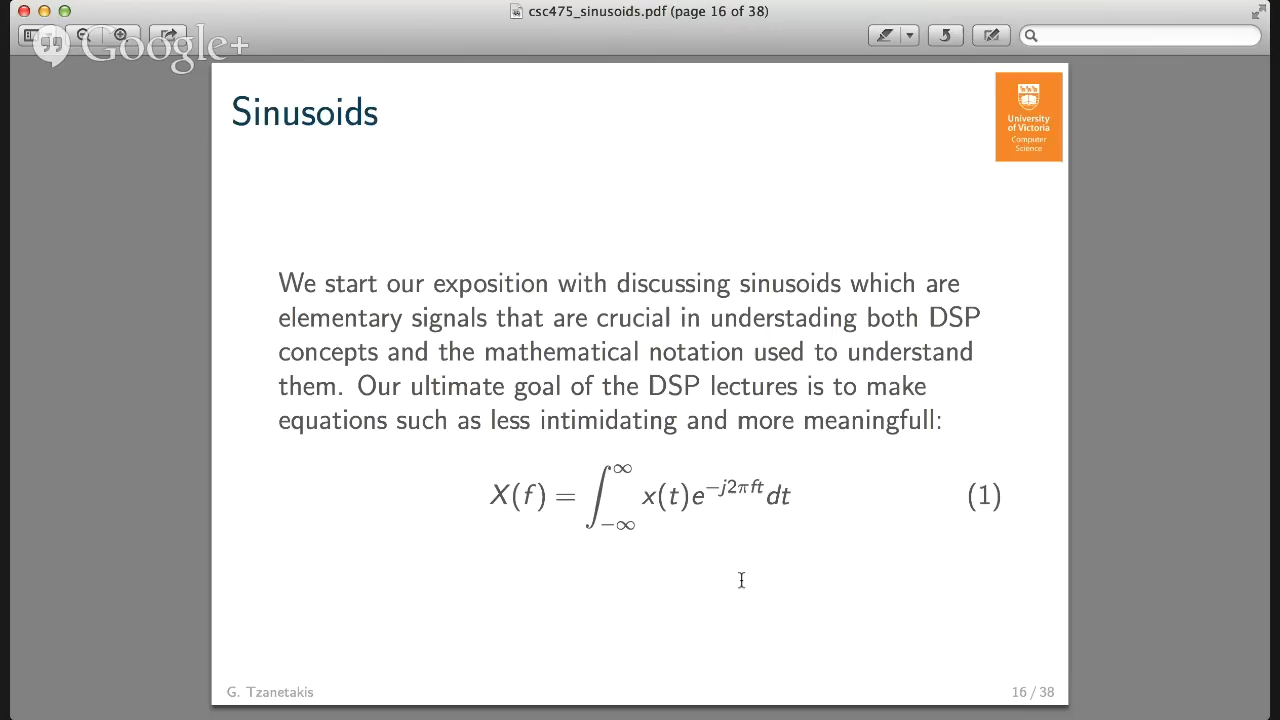 csc475_sinusoids.pdf (page 16 of 38)
Google+
Sinusoids
University
of Victoria
Computer
Science
We start our exposition with discussing sinusoids which are
elementary signals that are crucial in understading both DSP
concepts and the mathematical notation used to understand
them. Our ultimate goal of the DSP lectures is to make
equations such as less intimidating and more meaningfull:
X(f) = ∫_{-∞}^{∞} x(t)e^{-j2πft}dt (1)
G. Tzanetakis
16 / 38